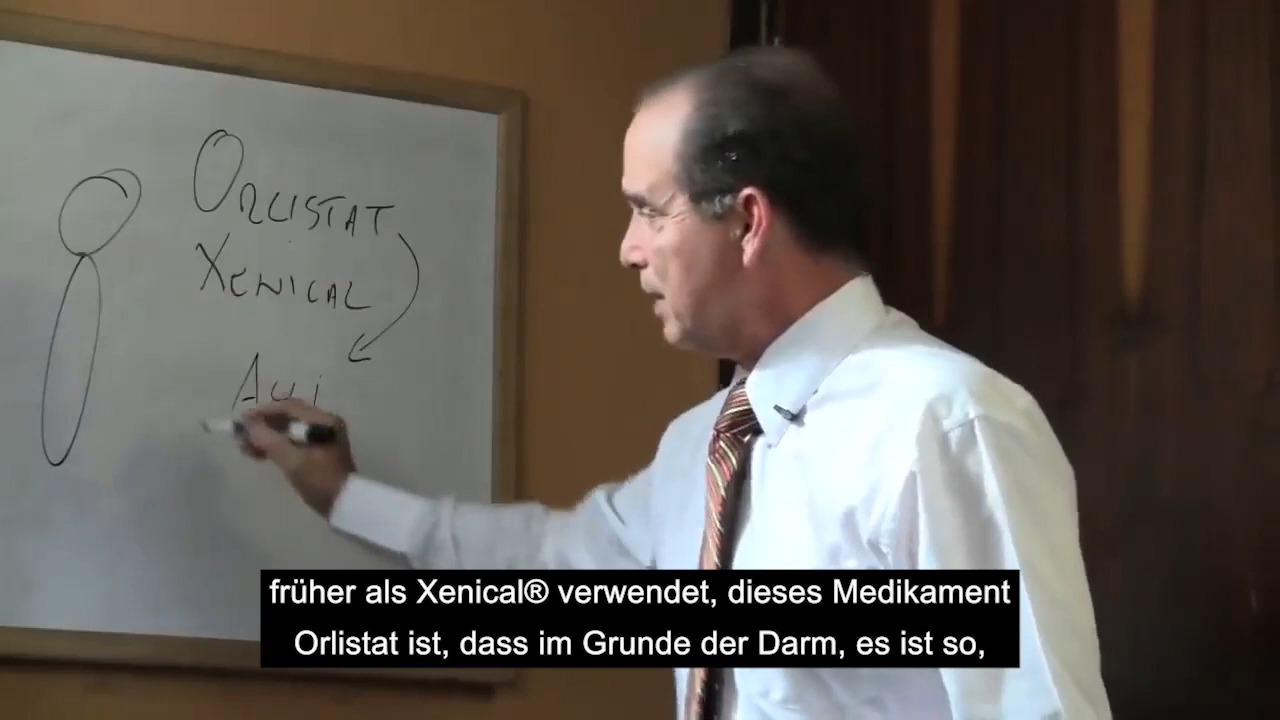 Orlistat
Xenical
früher als Xenical® verwendet, dieses Medikament
Orlistat ist, dass im Grunde der Darm, es ist so,